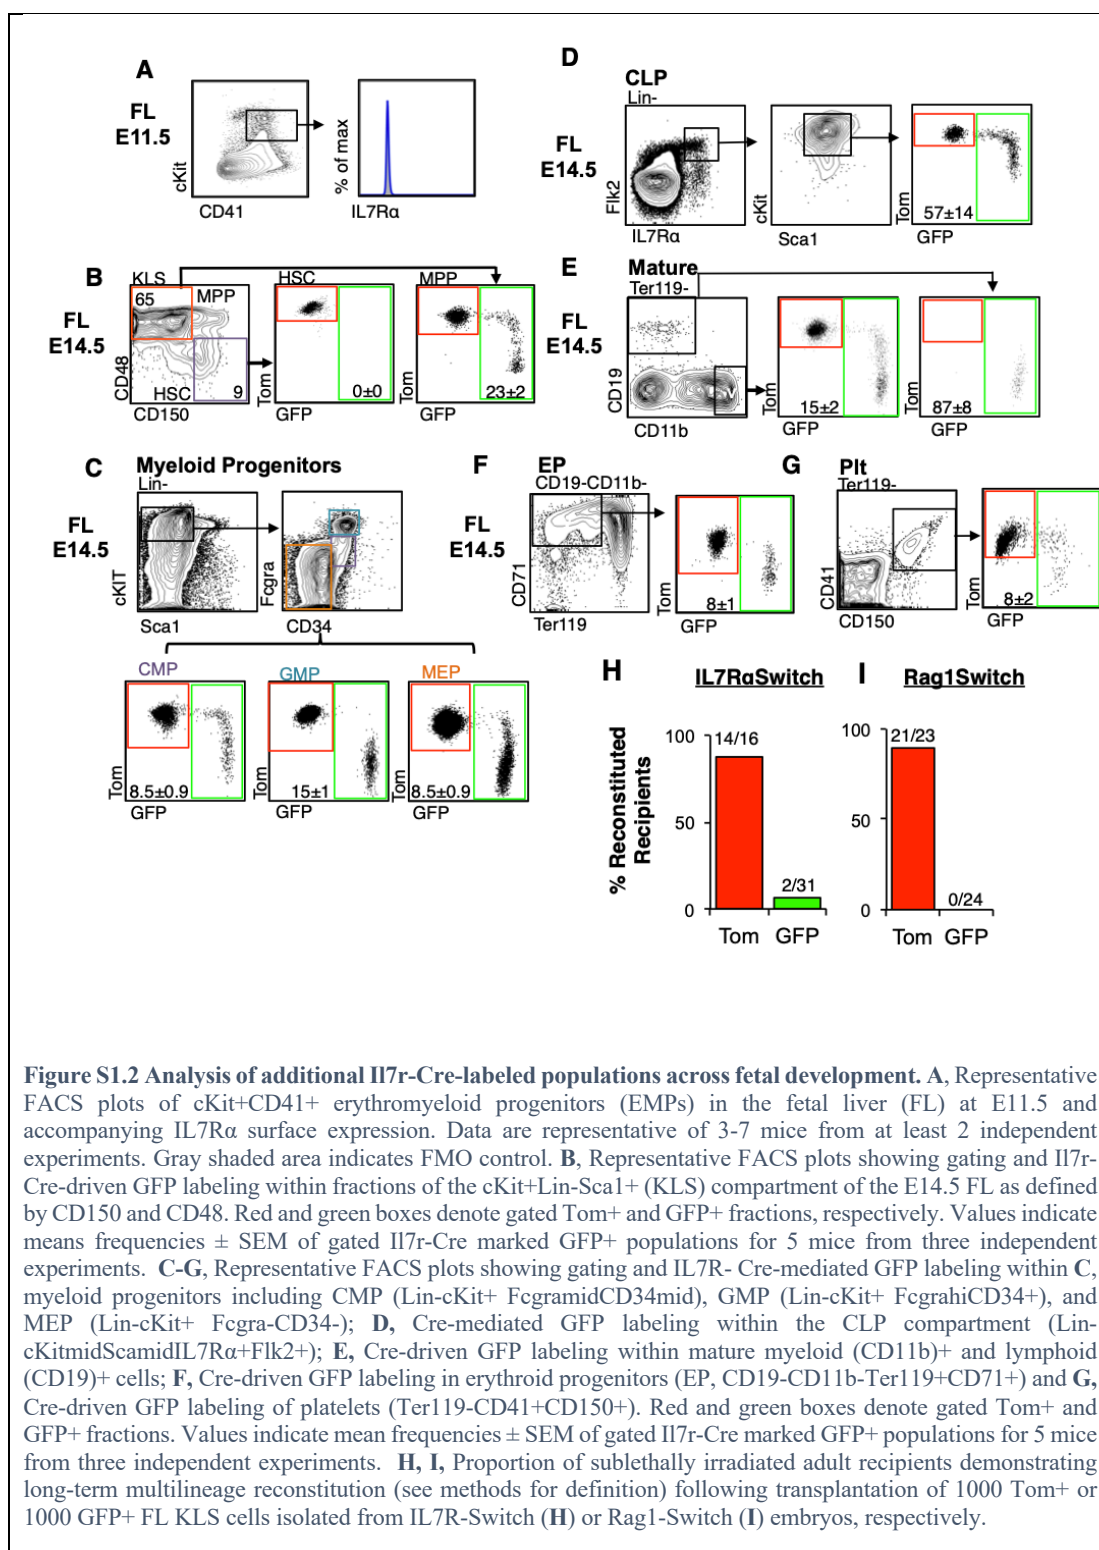 A
FL
E11.5
cKit
CD41
% of max
IL7Rα
D
CLP
Lin-
FL
E14.5
Flk2
IL7Rα
cKit
Sca1
Tom
57±14
GFP
B
KLS
HSC
MPP
FL
E14.5
65
MPP
CD48
HSC
9
CD150
Tom
0±0
GFP
Tom
23±2
GFP
E
Mature
Ter119-
FL
E14.5
CD19
CD11b
Tom
15±2
GFP
Tom
87±8
GFP
C
Myeloid Progenitors
Lin-
FL
E14.5
cKIT
Sca1
Fcgra
CD34
CMP
GMP
MEP
Tom
8.5±0.9
GFP
Tom
15±1
GFP
Tom
8.5±0.9
GFP
F
EP
CD19-CD11b-
FL
E14.5
CD71
Ter119
Tom
8±1
GFP
G
Plt
Ter119-
CD41
CD150
Tom
8±2
GFP
H
IL7RαSwitch
% Reconstituted
Recipients
100
50
0
14/16
2/31
Tom GFP
I
Rag1Switch
100
50
0
21/23
0/24
Tom GFP
Figure S1.2 Analysis of additional Il7r-Cre-labeled populations across fetal development. A, Representative
FACS plots of cKit+CD41+ erythromyeloid progenitors (EMPs) in the fetal liver (FL) at E11.5 and
accompanying IL7Rα surface expression. Data are representative of 3-7 mice from at least 2 independent
experiments. Gray shaded area indicates FMO control. B, Representative FACS plots showing gating and Il7r-
Cre-driven GFP labeling within fractions of the cKit+Lin-Sca1+ (KLS) compartment of the E14.5 FL as defined
by CD150 and CD48. Red and green boxes denote gated Tom+ and GFP+ fractions, respectively. Values indicate
means frequencies ± SEM of gated Il7r-Cre marked GFP+ populations for 5 mice from three independent
experiments. C-G, Representative FACS plots showing gating and IL7R- Cre-mediated GFP labeling within C,
myeloid progenitors including CMP (Lin-cKit+ FcgramidCD34mid), GMP (Lin-cKit+ FcgrahiCD34+), and
MEP (Lin-cKit+ Fcgra-CD34-); D, Cre-mediated GFP labeling within the CLP compartment (Lin-
cKitmidScamidIL7Rα+Flk2+); E, Cre-driven GFP labeling within mature myeloid (CD11b)+ and lymphoid
(CD19)+ cells; F, Cre-driven GFP labeling in erythroid progenitors (EP, CD19-CD11b-Ter119+CD71+) and G,
Cre-driven GFP labeling of platelets (Ter119-CD41+CD150+). Red and green boxes denote gated Tom+ and
GFP+ fractions. Values indicate mean frequencies ± SEM of gated Il7r-Cre marked GFP+ populations for 5 mice
from three independent experiments. H, I, Proportion of sublethally irradiated adult recipients demonstrating
long-term multilineage reconstitution (see methods for definition) following transplantation of 1000 Tom+ or
1000 GFP+ FL KLS cells isolated from IL7R-Switch (H) or Rag1-Switch (I) embryos, respectively.